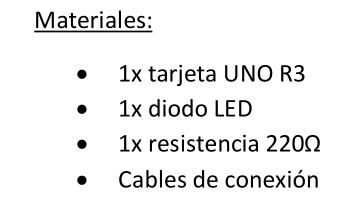 Materiales:
• 1x tarjeta UNO R3
• 1x diodo LED
• 1x resistencia 220Ω
• Cables de conexión